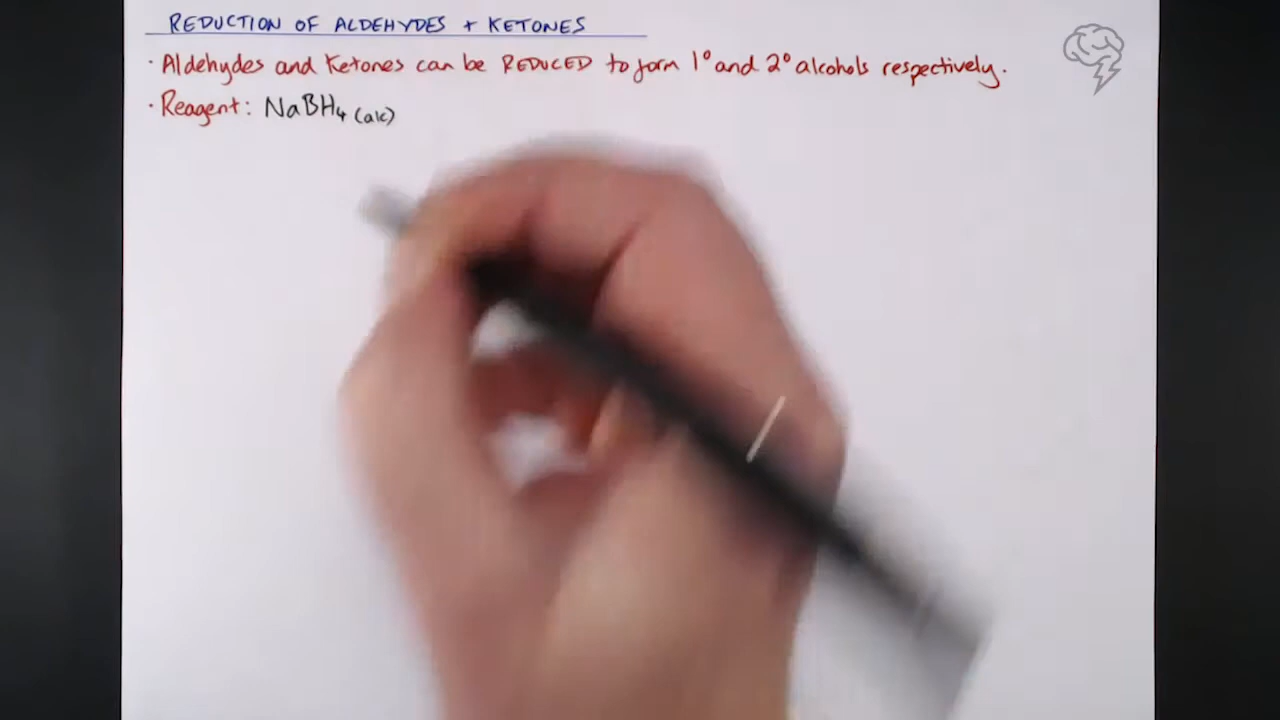 REDUCTION OF ALDEHYDES + KETONES
· Aldehydes and Ketones can be REDUCED to form 1° and 2° alcohols respectively.
· Reagent: NaBH₄ (alc)